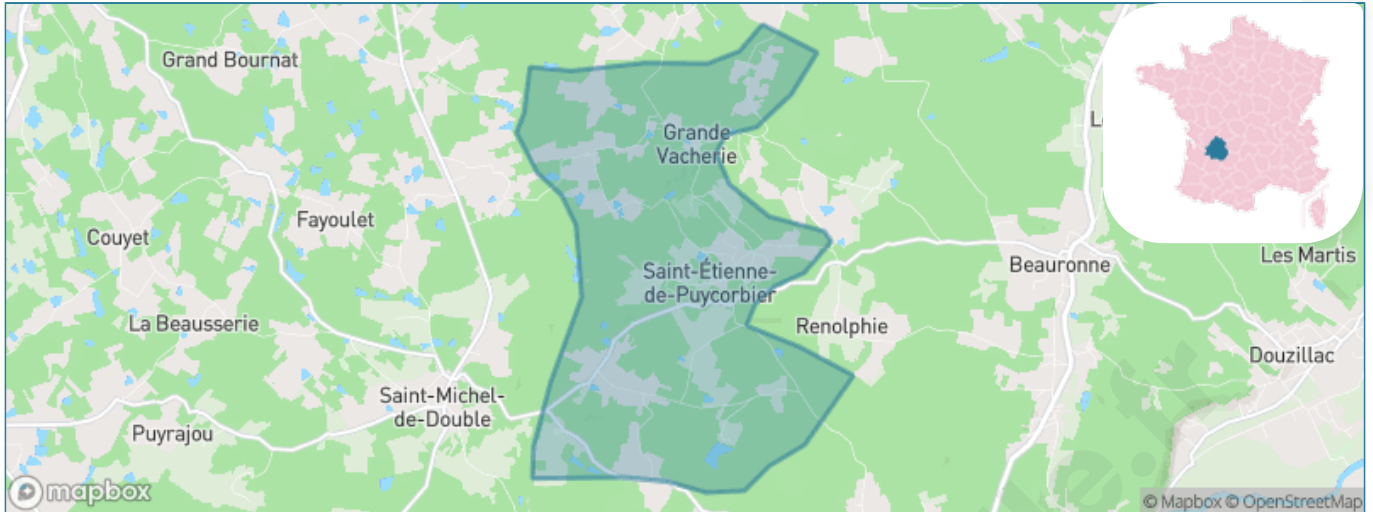 Grand Bournat
Grande
Vacherie
Fayoulet
Couyet
Saint-Étienne-
de-Puycorbier
Beauronne
Les Martis
La Beausserie
Renolphie
Douzillac
Saint-Michel-
de-Double
Puyrajou
mapbox
© Mapbox © OpenStreetMap